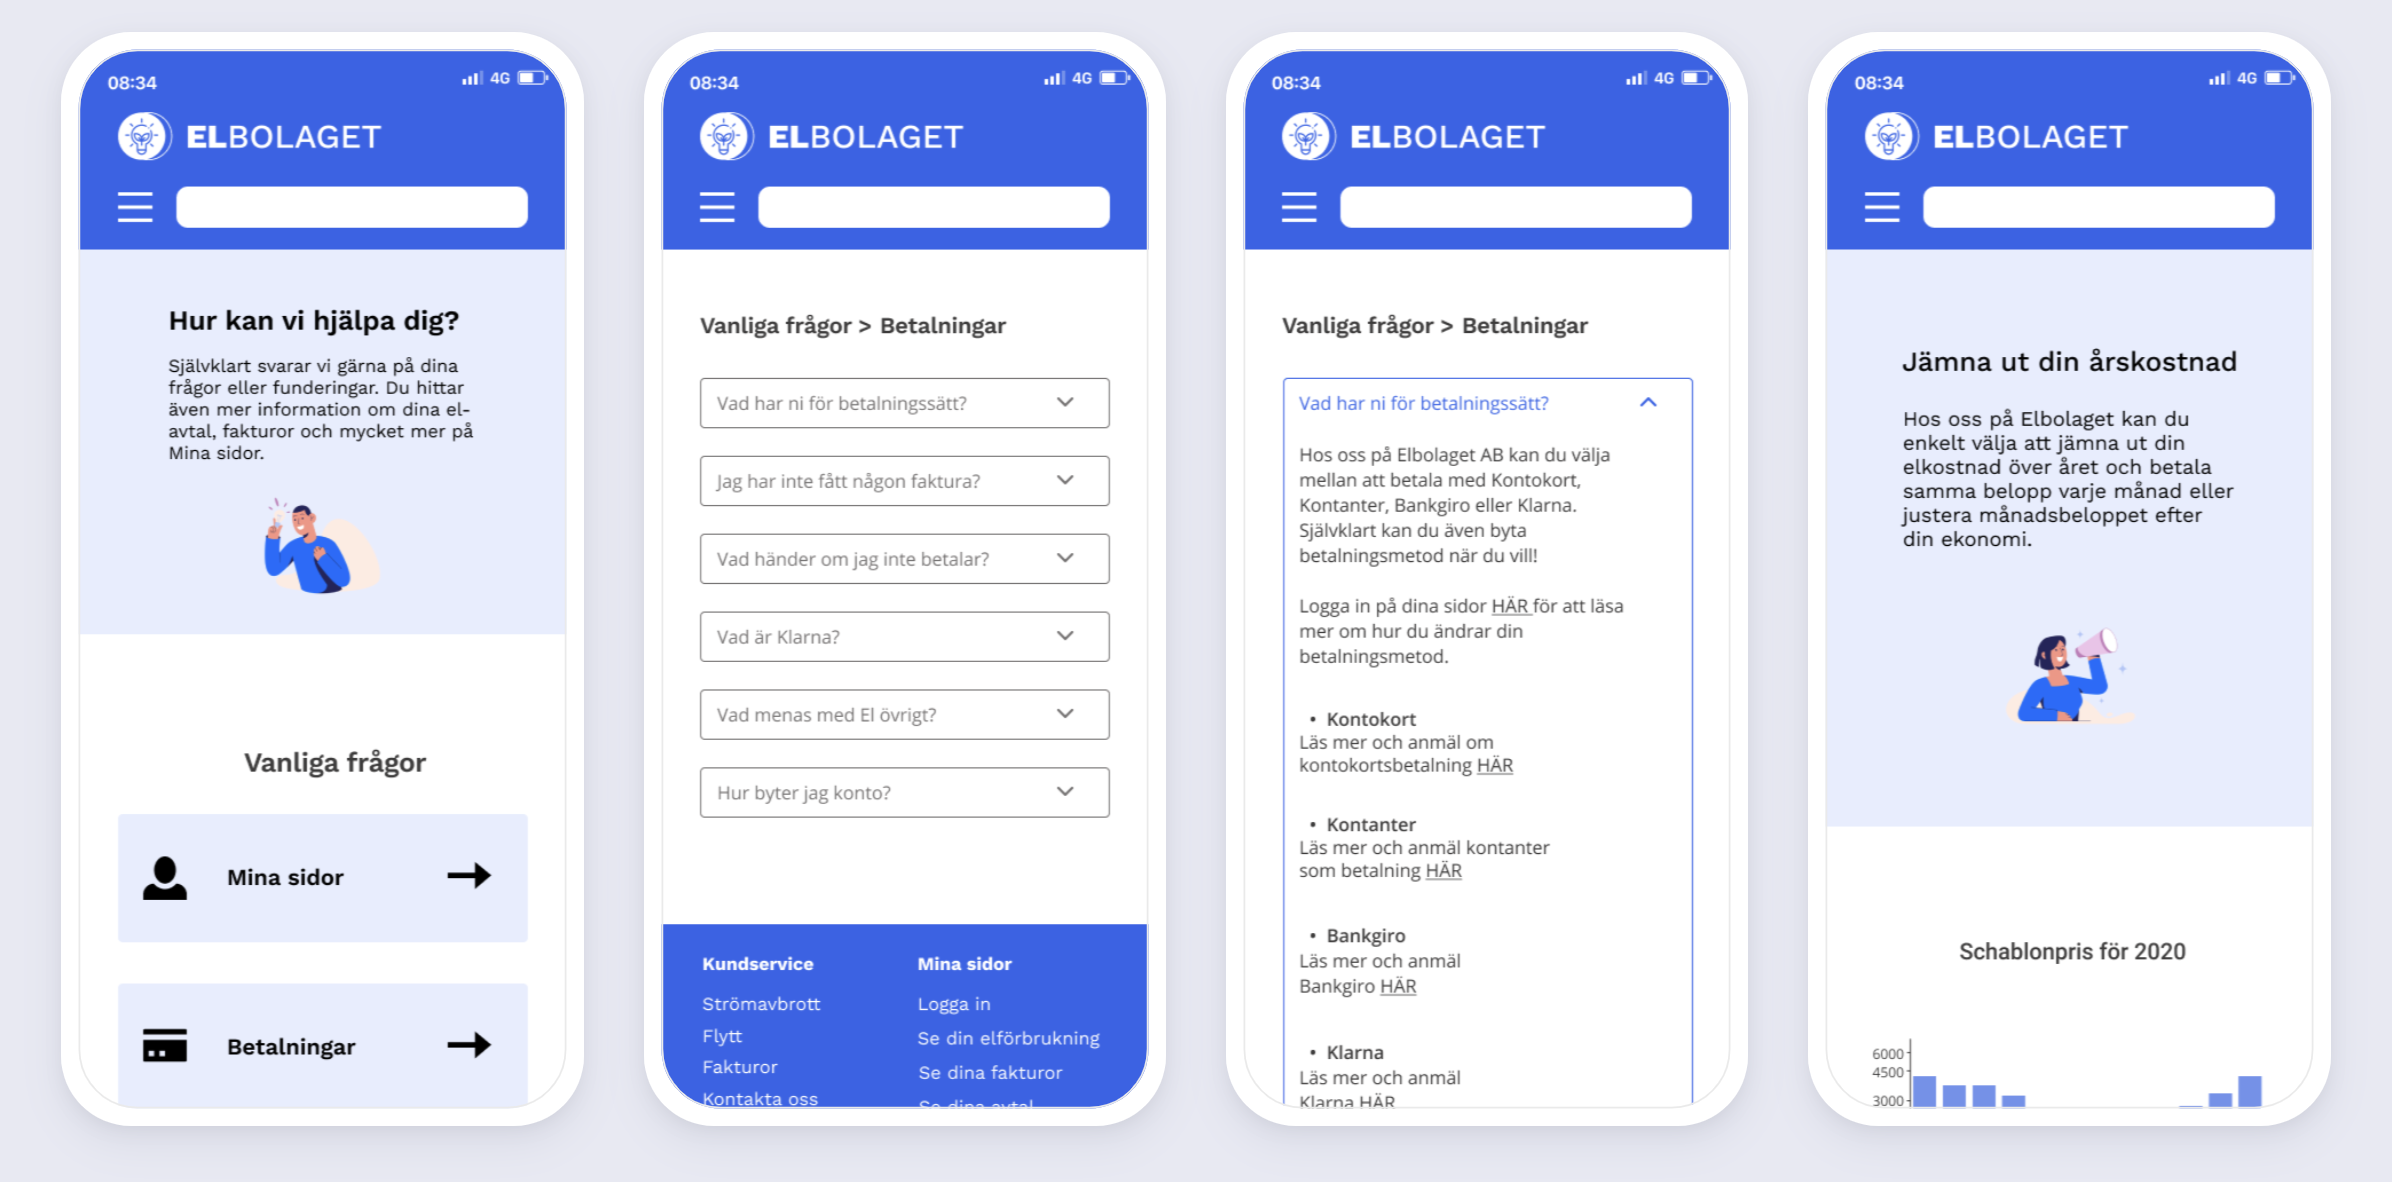 08:34
4G
ELBOLAGET
Hur kan vi hjälpa dig?
Självklart svarar vi gärna på dina
frågor eller funderingar. Du hittar
även mer information om dina el-
avtal, fakturor och mycket mer på
Mina sidor.
Vanliga frågor
Mina sidor
Betalningar
08:34
4G
ELBOLAGET
Vanliga frågor > Betalningar
Vad har ni för betalningssätt?
Jag har inte fått någon faktura?
Vad händer om jag inte betalar?
Vad är Klarna?
Vad menas med El övrigt?
Hur byter jag konto?
Kundservice
Strömavbrott
Flytt
Fakturor
Kontakta oss
Mina sidor
Logga in
Se din elförbrukning
Se dina fakturor
Se dina avtal
08:34
4G
ELBOLAGET
Vanliga frågor > Betalningar
Vad har ni för betalningssätt?
Hos oss på Elbolaget AB kan du välja
mellan att betala med Kontokort,
Kontanter, Bankgiro eller Klarna.
Självklart kan du även byta
betalningsmetod när du vill!
Logga in på dina sidor HÄR för att läsa
mer om hur du ändrar din
betalningsmetod.
• Kontokort
Läs mer och anmäl om
kontokortsbetalning HÄR
• Kontanter
Läs mer och anmäl kontanter
som betalning HÄR
• Bankgiro
Läs mer och anmäl
Bankgiro HÄR
• Klarna
Läs mer och anmäl
Klarna HÄR
08:34
4G
ELBOLAGET
Jämna ut din årskostnad
Hos oss på Elbolaget kan du
enkelt välja att jämna ut din
elkostnad över året och betala
samma belopp varje månad eller
justera månadsbeloppet efter
din ekonomi.
Schablonpris för 2020
6000
4500
3000